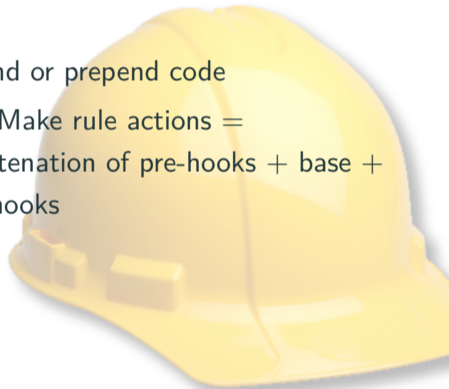 nd or prepend code
Make rule actions =
tenation of pre-hooks + base +
hooks